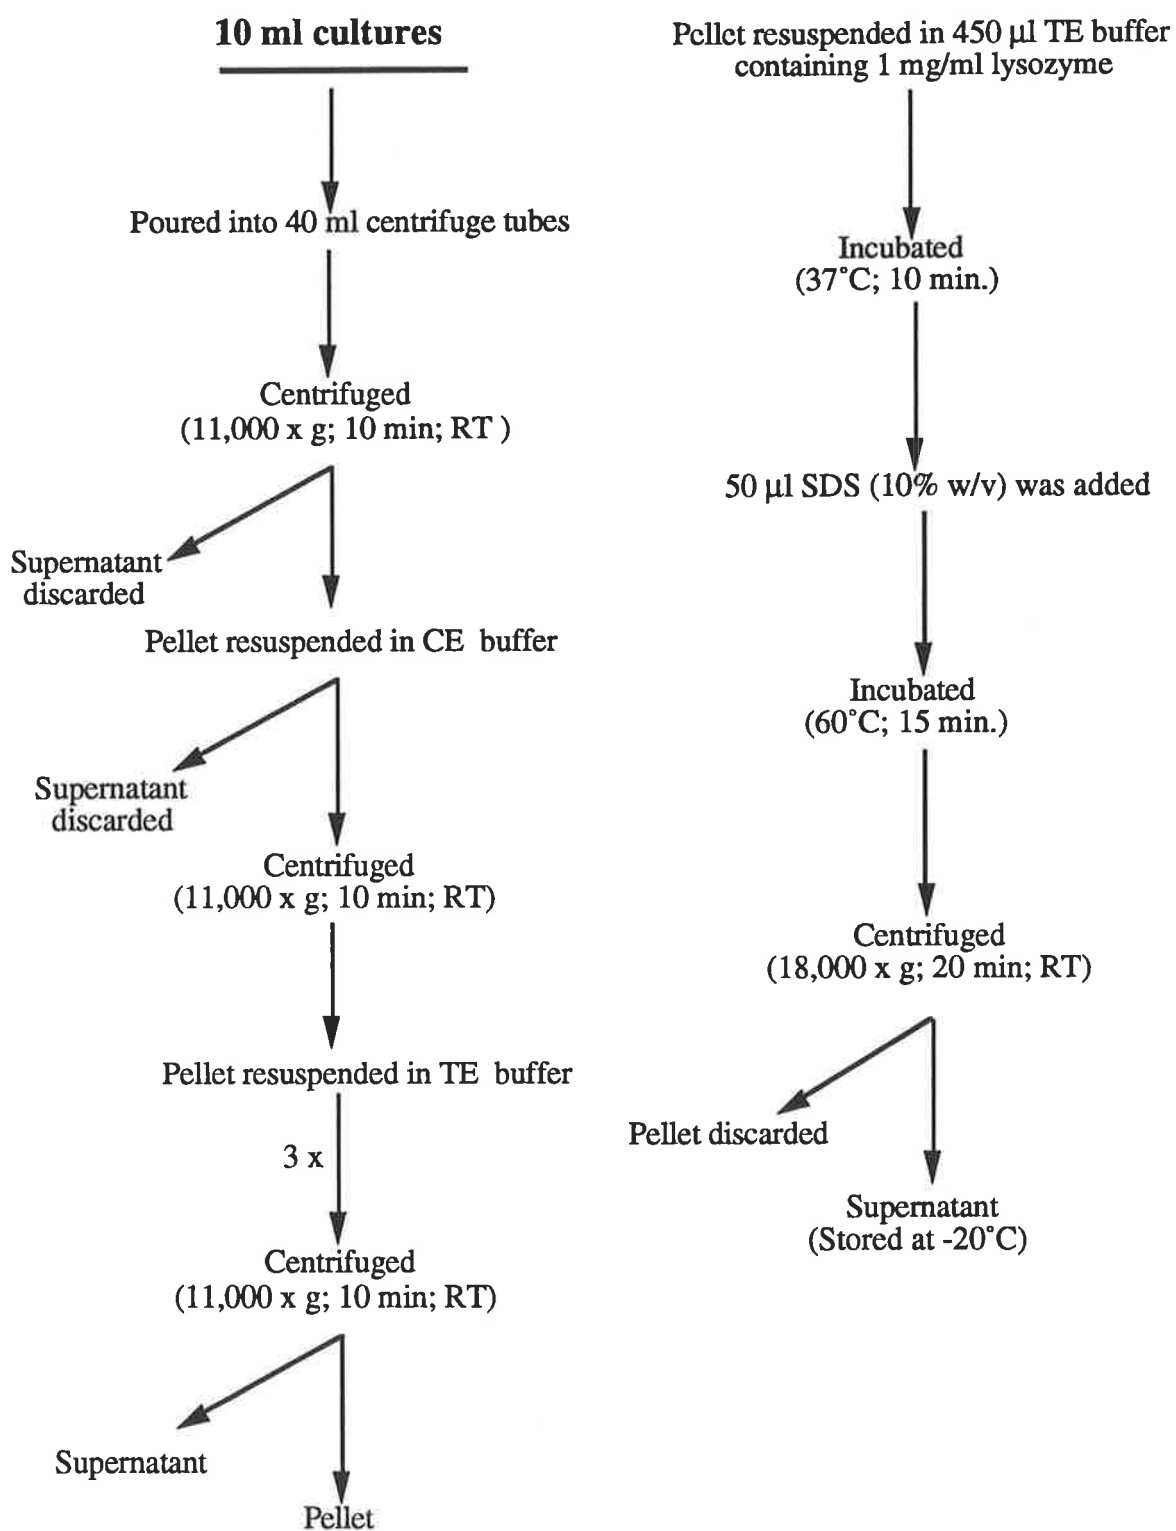 10 ml cultures
Poured into 40 ml centrifuge tubes
Centrifuged
(11,000 x g; 10 min; RT )
Supernatant
discarded
Pellet resuspended in CE buffer
Supernatant
discarded
Centrifuged
(11,000 x g; 10 min; RT)
Pellet resuspended in TE buffer
3 x
Centrifuged
(11,000 x g; 10 min; RT)
Supernatant
Pellet
Pellet resuspended in 450 µl TE buffer
containing 1 mg/ml lysozyme
Incubated
(37°C; 10 min.)
50 µl SDS (10% w/v) was added
Incubated
(60°C; 15 min.)
Centrifuged
(18,000 x g; 20 min; RT)
Pellet discarded
Supernatant
(Stored at -20°C)